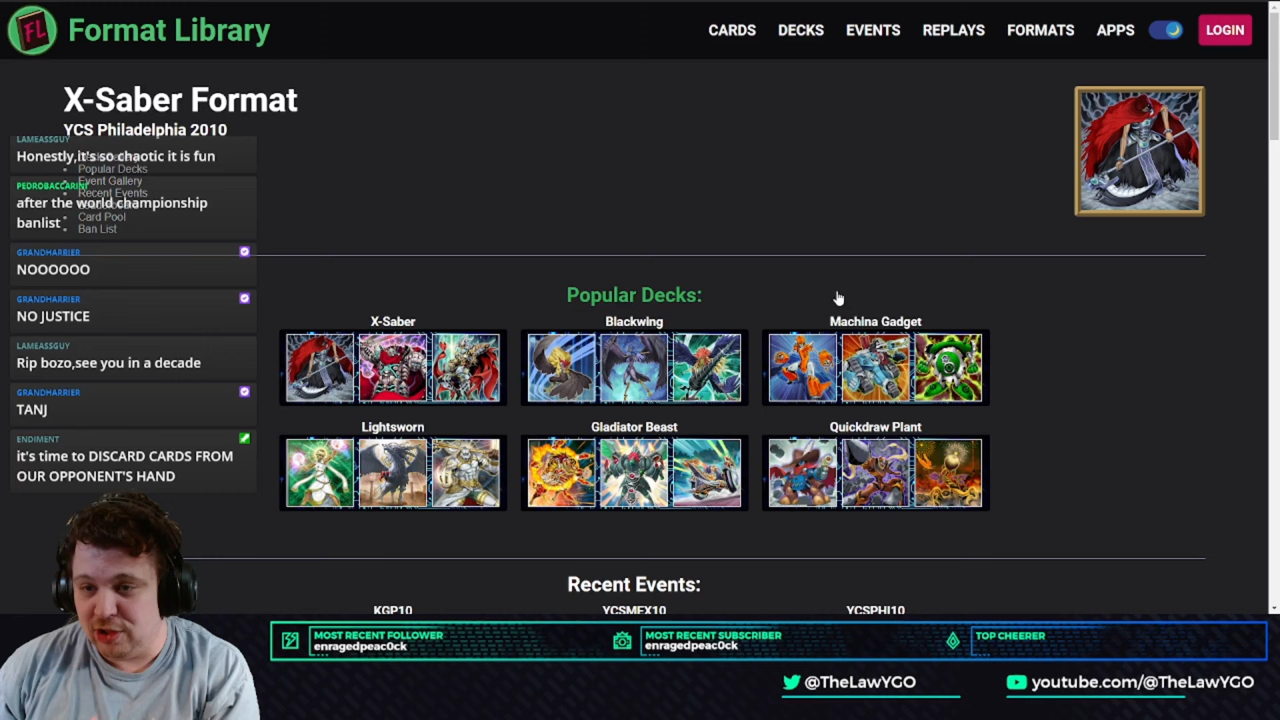 FL Format Library
CARDS DECKS EVENTS REPLAYS FORMATS APPS LOGIN
X-Saber Format
YCS Philadelphia 2010
LAMEASSGUY
Honestly,it's so chaotic it is fun
Popular Decks
Event Gallery
Recent Events
Card Pool
Ban List
PEDROBACCARINI
after the world championship
banlist
GRANDHARRIER
NOOOOOO
GRANDHARRIER
NO JUSTICE
LAMEASSGUY
Rip bozo,see you in a decade
GRANDHARRIER
TANJ
ENDIMENT
it's time to DISCARD CARDS FROM
OUR OPPONENT'S HAND
Popular Decks:
X-Saber Blackwing Machina Gadget
Lightsworn Gladiator Beast Quickdraw Plant
Recent Events:
KGP10 YCSMEX10 YCSPHI10
MOST RECENT FOLLOWER
enragedpeac0ck
MOST RECENT SUBSCRIBER
enragedpeac0ck
TOP CHEERER
@TheLawYGO
youtube.com/@TheLawYGO